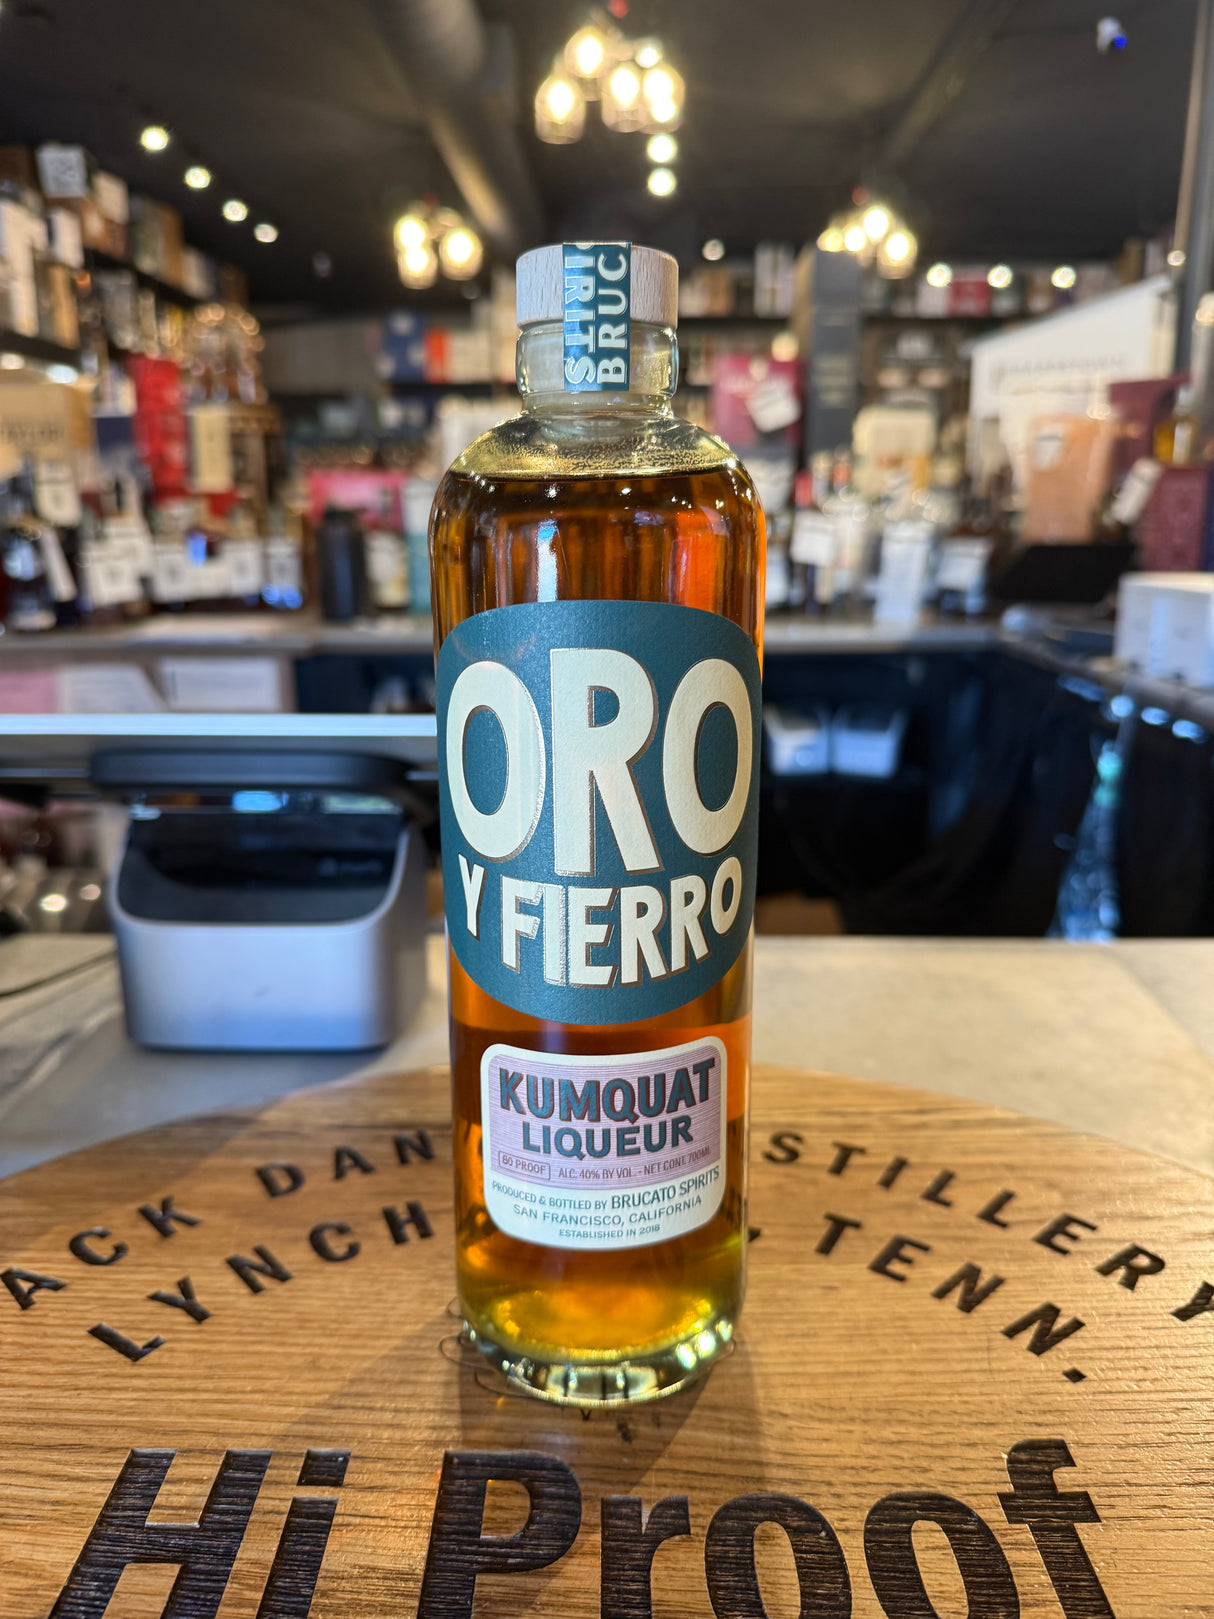 SPIRITS
BRUC
ORO
Y FIERRO
KUMQUAT
LIQUEUR
80 PROOF ALC. 40% BY VOL. - NET CONT. 700ML
PRODUCED & BOTTLED BY BRUCATO SPIRITS
SAN FRANCISCO, CALIFORNIA
ESTABLISHED IN 2018
ACK DAN STILLERY
LYNCH , TENN.
Hi Proof